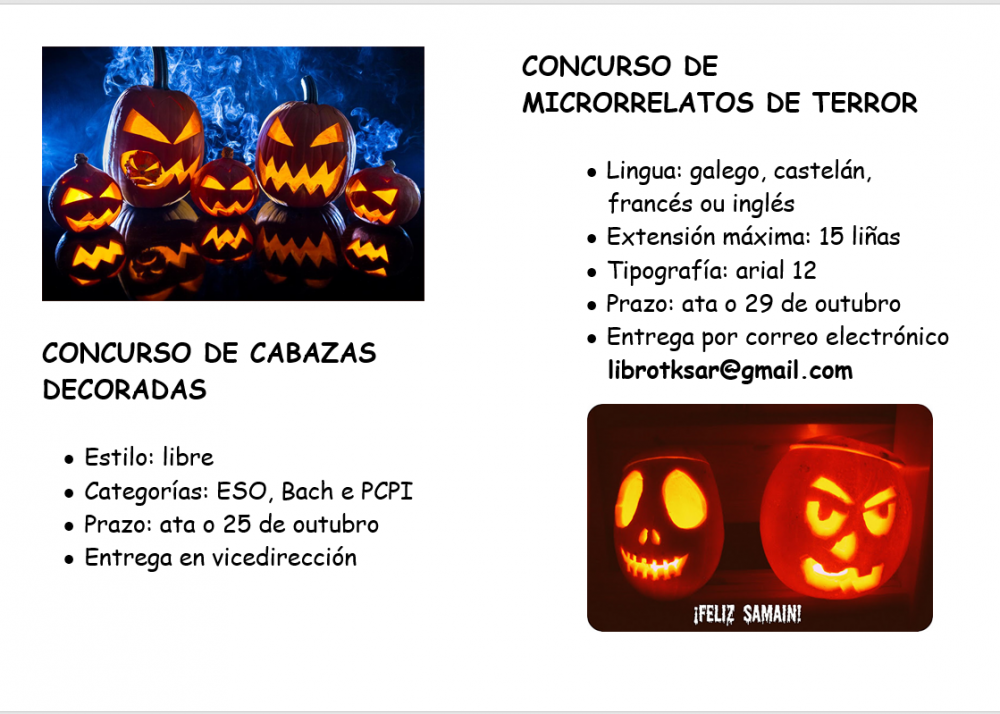 CONCURSO DE CABAZAS
DECORADAS
• Estilo: libre
• Categorías: ESO, Bach e PCPI
• Prazo: ata o 25 de outubro
• Entrega en vicedirección
CONCURSO DE
MICRORRELATOS DE TERROR
• Lingua: galego, castelán,
francés ou inglés
• Extensión máxima: 15 liñas
• Tipografía: arial 12
• Prazo: ata o 29 de outubro
• Entrega por correo electrónico
librotksar@gmail.com
¡FELIZ SAMAIN!